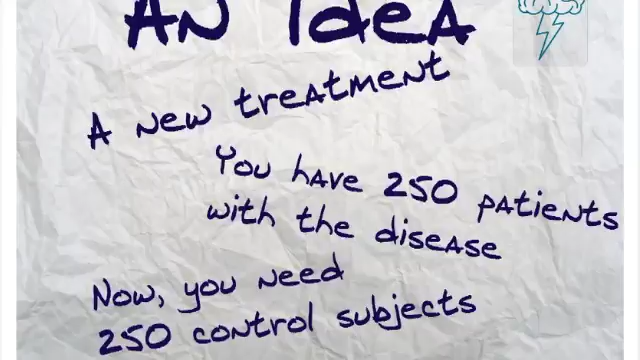 AN IdeA
A new treatment
You have 250 patients
with the disease
Now, you need
250 control subjects